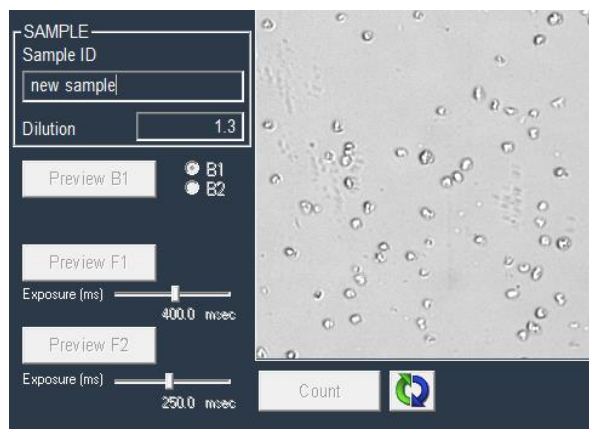 SAMPLE
Sample ID
new sample
Dilution 1.3
Preview B1
B1
B2
Preview F1
Exposure (ms)
400.0 msec
Preview F2
Exposure (ms)
250.0 msec
Count